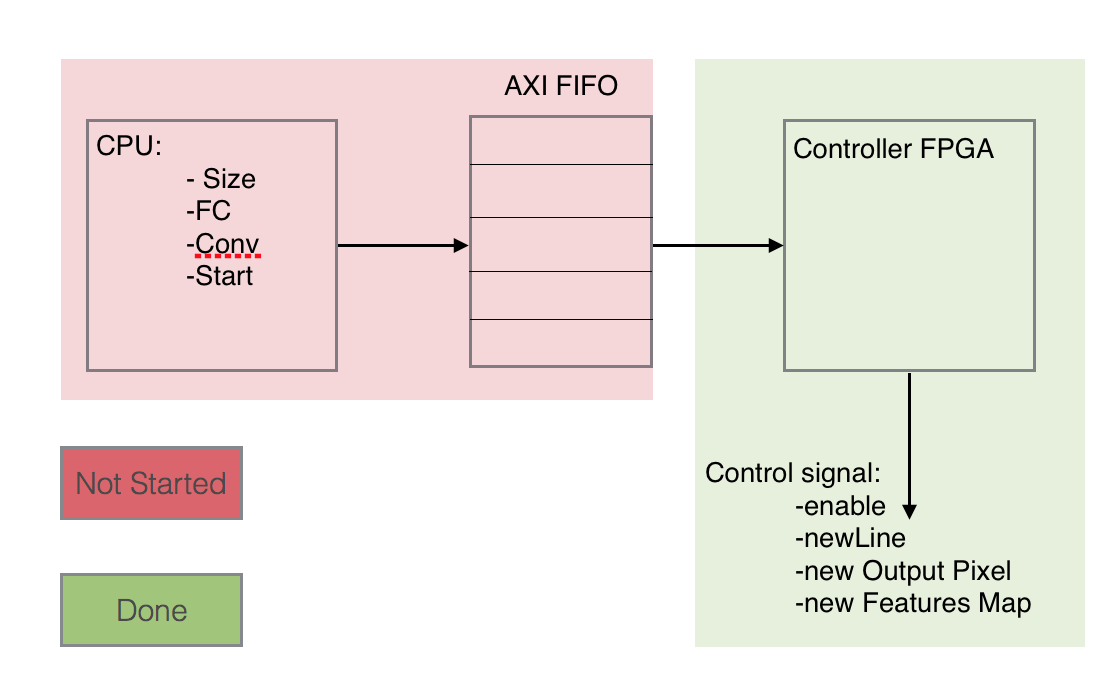 AXI FIFO
CPU:
- Size
-FC
-Conv
-Start
Controller FPGA
Control signal:
-enable
-newLine
-new Output Pixel
-new Features Map
Not Started
Done